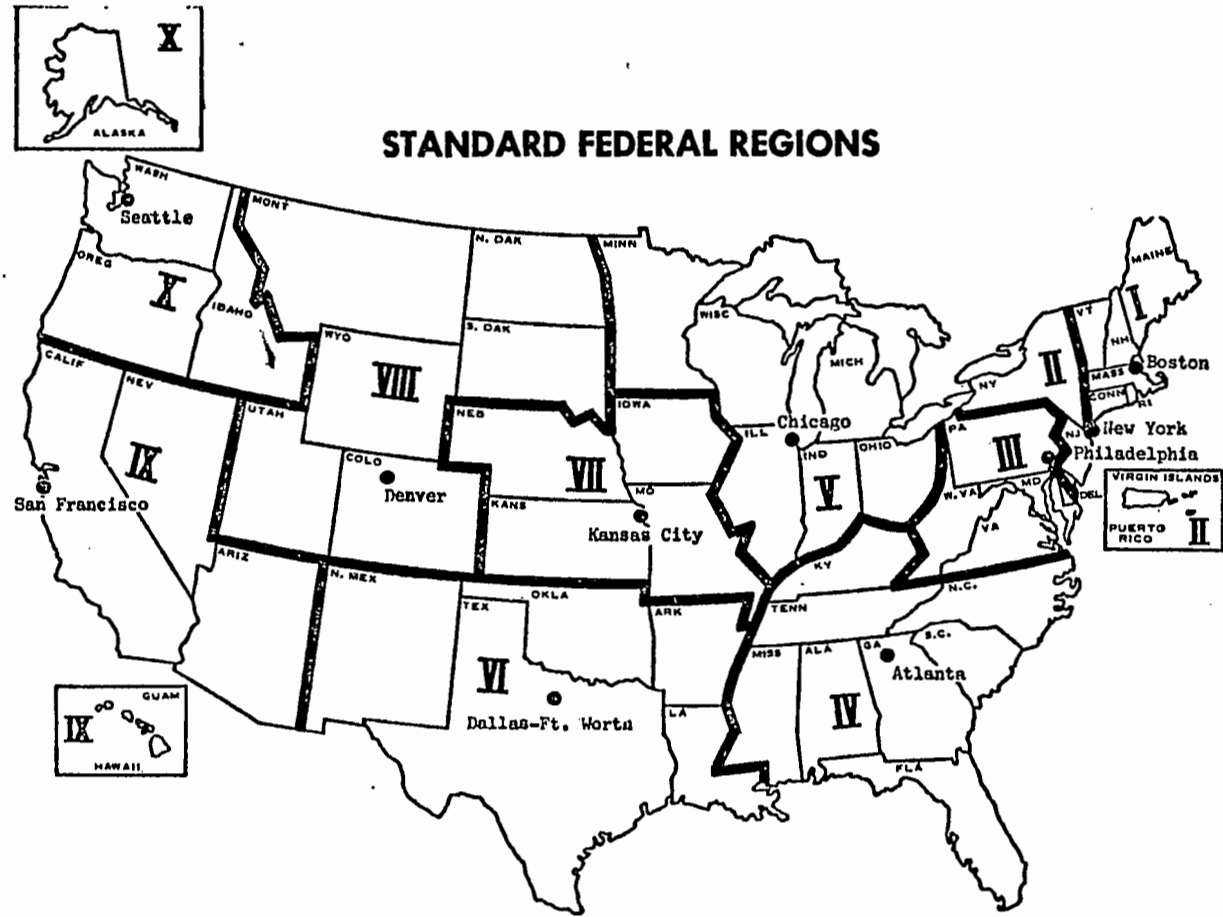 X
ALASKA
STANDARD FEDERAL REGIONS
WASH
Seattle
MONT
N. DAK
MINN
MAINE
OREG
X
IDAHO
S. DAK
WISC
VT
I
WYO
MICH
NH
CALIF
NEV
VIII
II
NY
MASS
Boston
UTAH
NEB
IOWA
CONN
RI
ILL
Chicago
PA
NJ
New York
IX
COLO
VII
IND
OHIO
III
Philadelphia
San Francisco
Denver
KANS
MO
V
W. VA
MD
DEL
VIRGIN ISLANDS
PUERTO
RICO
II
Kansas City
VA
ARIZ
N. MEX
KY
OKLA
N.C.
TEX
ARK
TENN
S.C.
MISS
ALA
GA
Atlanta
VI
GUAM
IX
HAWAII
Dallas-Ft. Worth
LA
IV
FLA